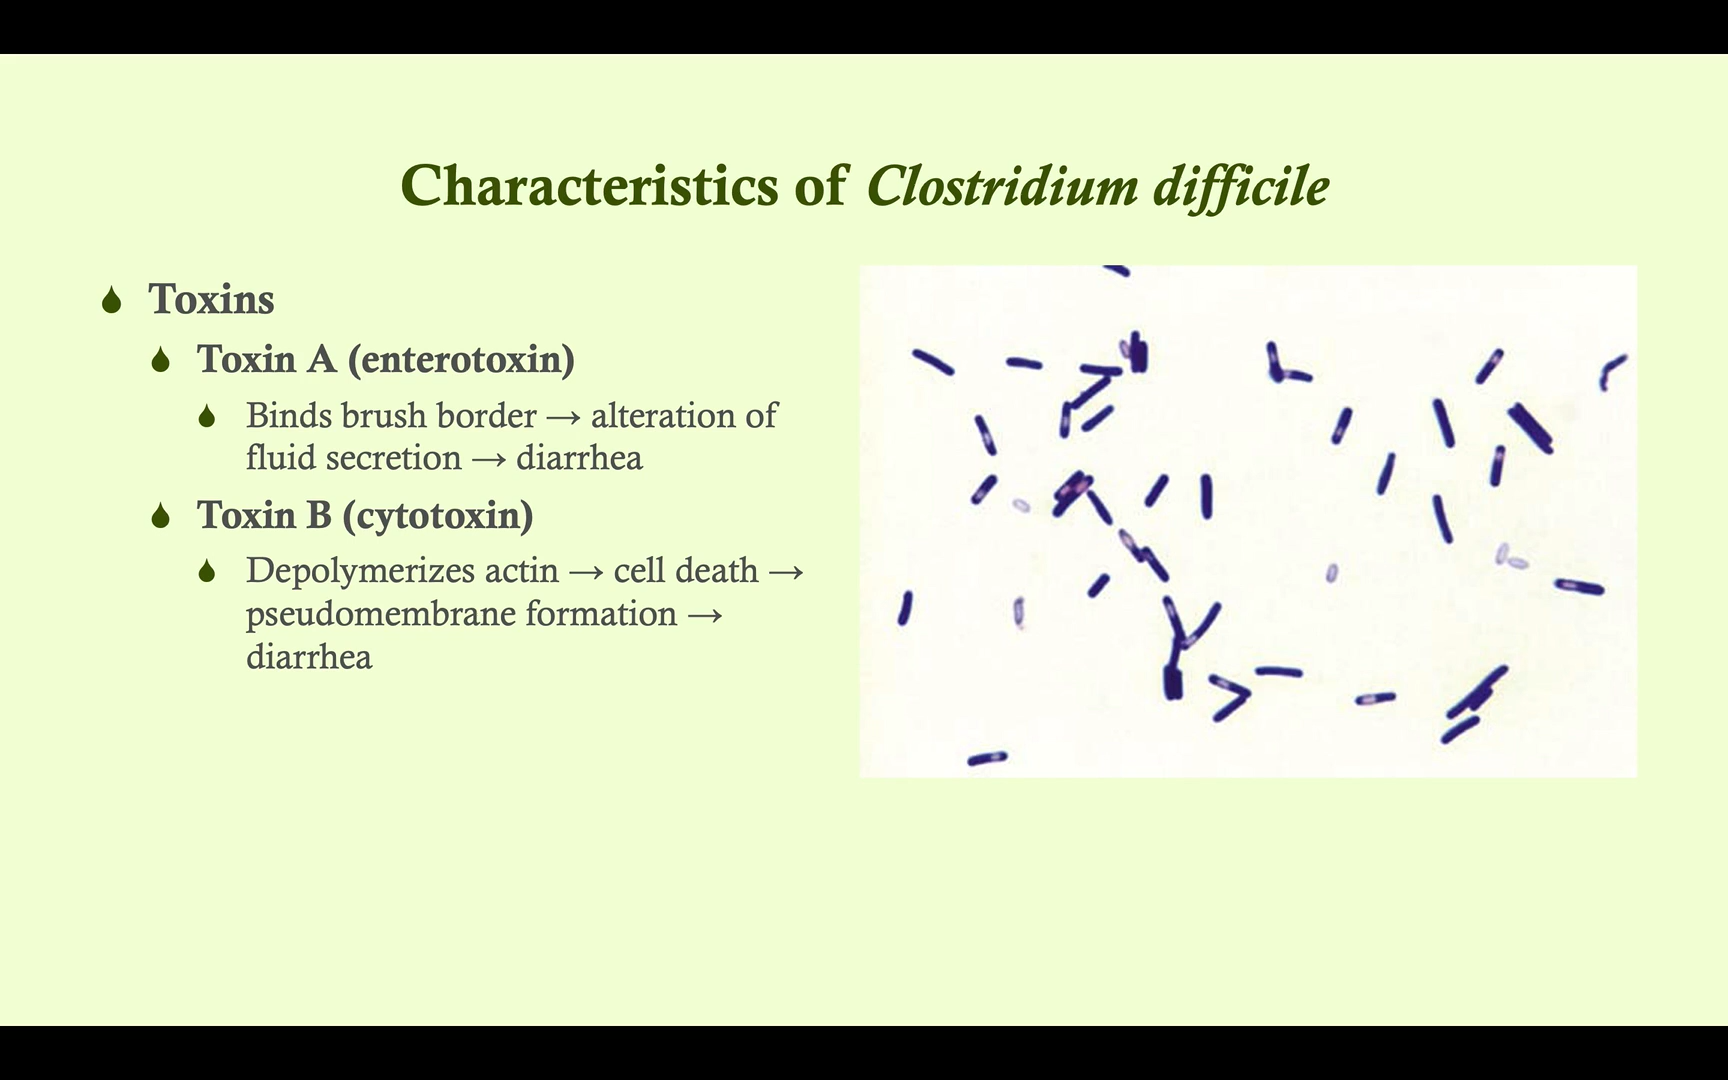 Characteristics of Clostridium difficile
Toxins
Toxin A (enterotoxin)
Binds brush border → alteration of
fluid secretion → diarrhea
Toxin B (cytotoxin)
Depolymerizes actin → cell death →
pseudomembrane formation →
diarrhea